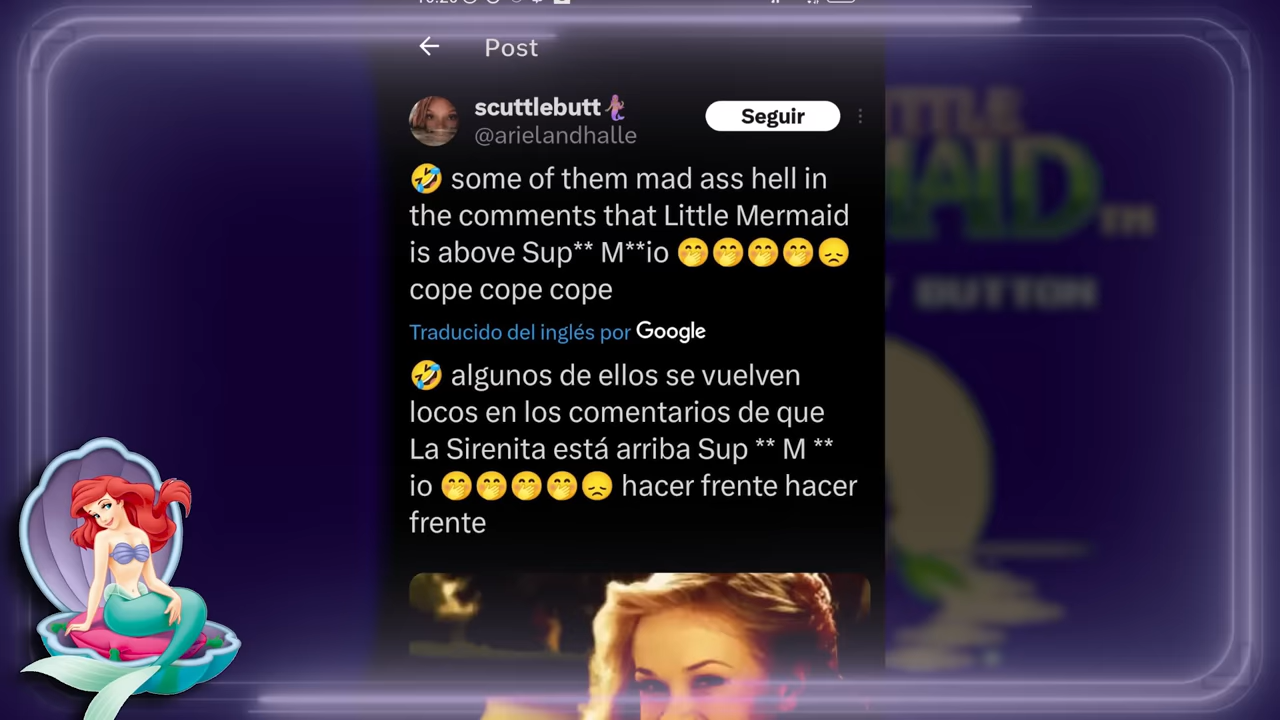 Post
scuttlebutt🧜‍♀️
@arielandhalle
Seguir
🤣 some of them mad ass hell in
the comments that Little Mermaid
is above Sup** M**io 🤭🤭🤭🤭😞
cope cope cope
Traducido del inglés por Google
🤣 algunos de ellos se vuelven
locos en los comentarios de que
La Sirenita está arriba Sup ** M **
io 🤭🤭🤭🤭😞 hacer frente hacer
frente
BUTTON